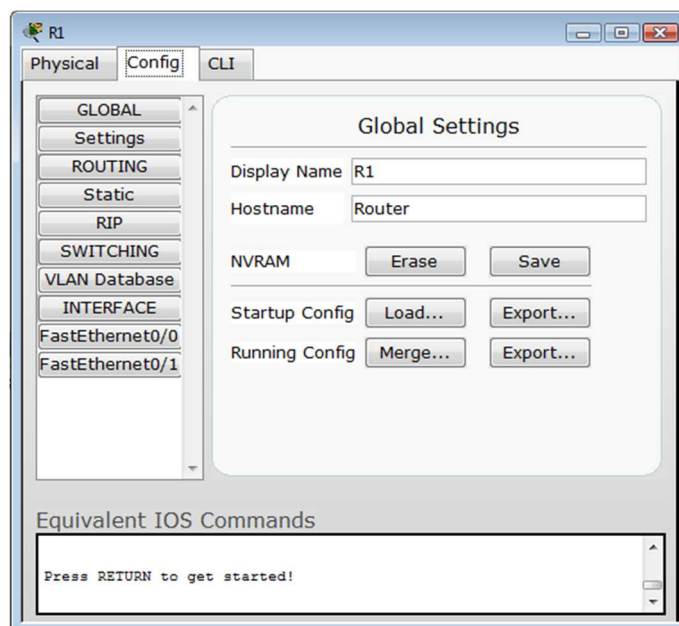 R1
Physical Config CLI
GLOBAL
Settings
ROUTING
Static
RIP
SWITCHING
VLAN Database
INTERFACE
FastEthernet0/0
FastEthernet0/1
Global Settings
Display Name R1
Hostname Router
NVRAM Erase Save
Startup Config Load... Export...
Running Config Merge... Export...
Equivalent IOS Commands
Press RETURN to get started!